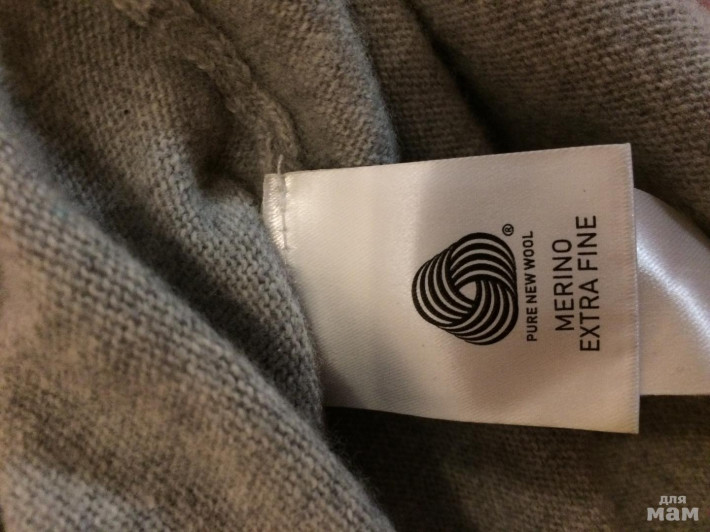 PURE NEW WOOL ®
MERINO
EXTRA FINE
для
мам